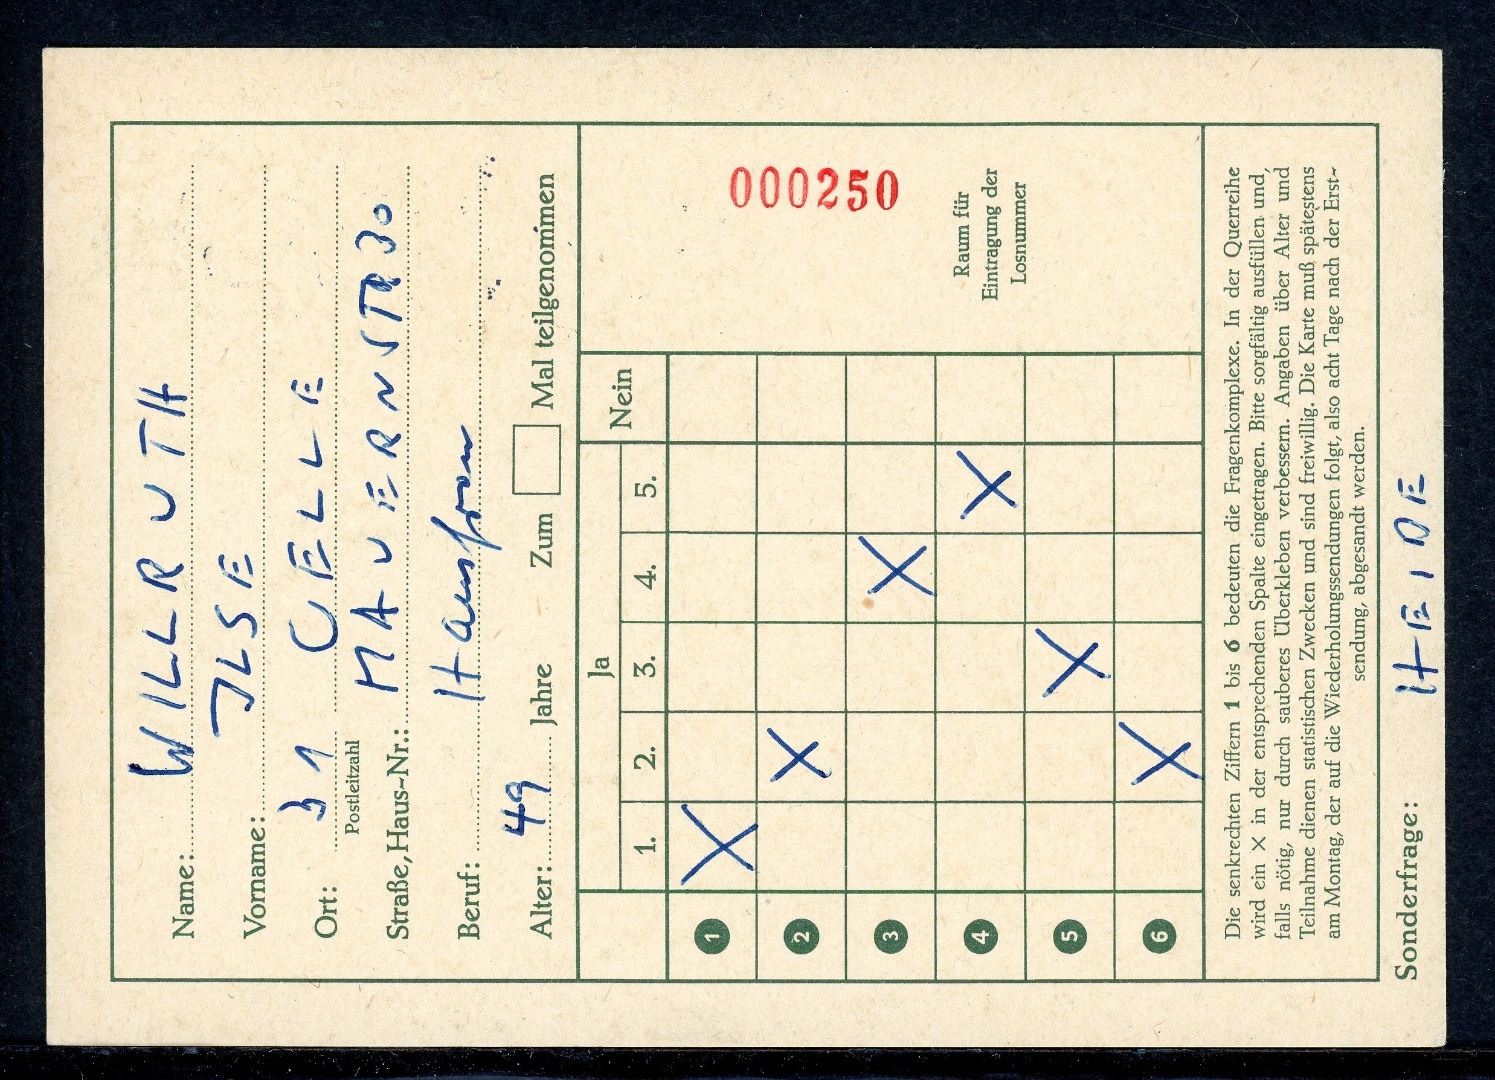 Name: WILLRUTH
Vorname: ILSE
Ort: 31 CELLE
Postleitzahl
Straße, Haus-Nr.: MAUERNSTR 30
Beruf: Hausfrau
Alter: 49 Jahre Zum Mal teilgenommen
Ja Nein
1. 2. 3. 4. 5.
1 X
2 X
3 X
4 X
5 X
6 X
000250
Raum für
Eintragung der
Losnummer
Die senkrechten Ziffern 1 bis 6 bedeuten die Fragenkomplexe. In der Querreihe
wird ein × in der entsprechenden Spalte eingetragen. Bitte sorgfältig ausfüllen und,
falls nötig, nur durch sauberes Überkleben verbessern. Angaben über Alter und
Teilnahme dienen statistischen Zwecken und sind freiwillig. Die Karte muß spätestens
am Montag, der auf die Wiederholungssendungen folgt, also acht Tage nach der Erst-
sendung, abgesandt werden.
Sonderfrage: HEIDE